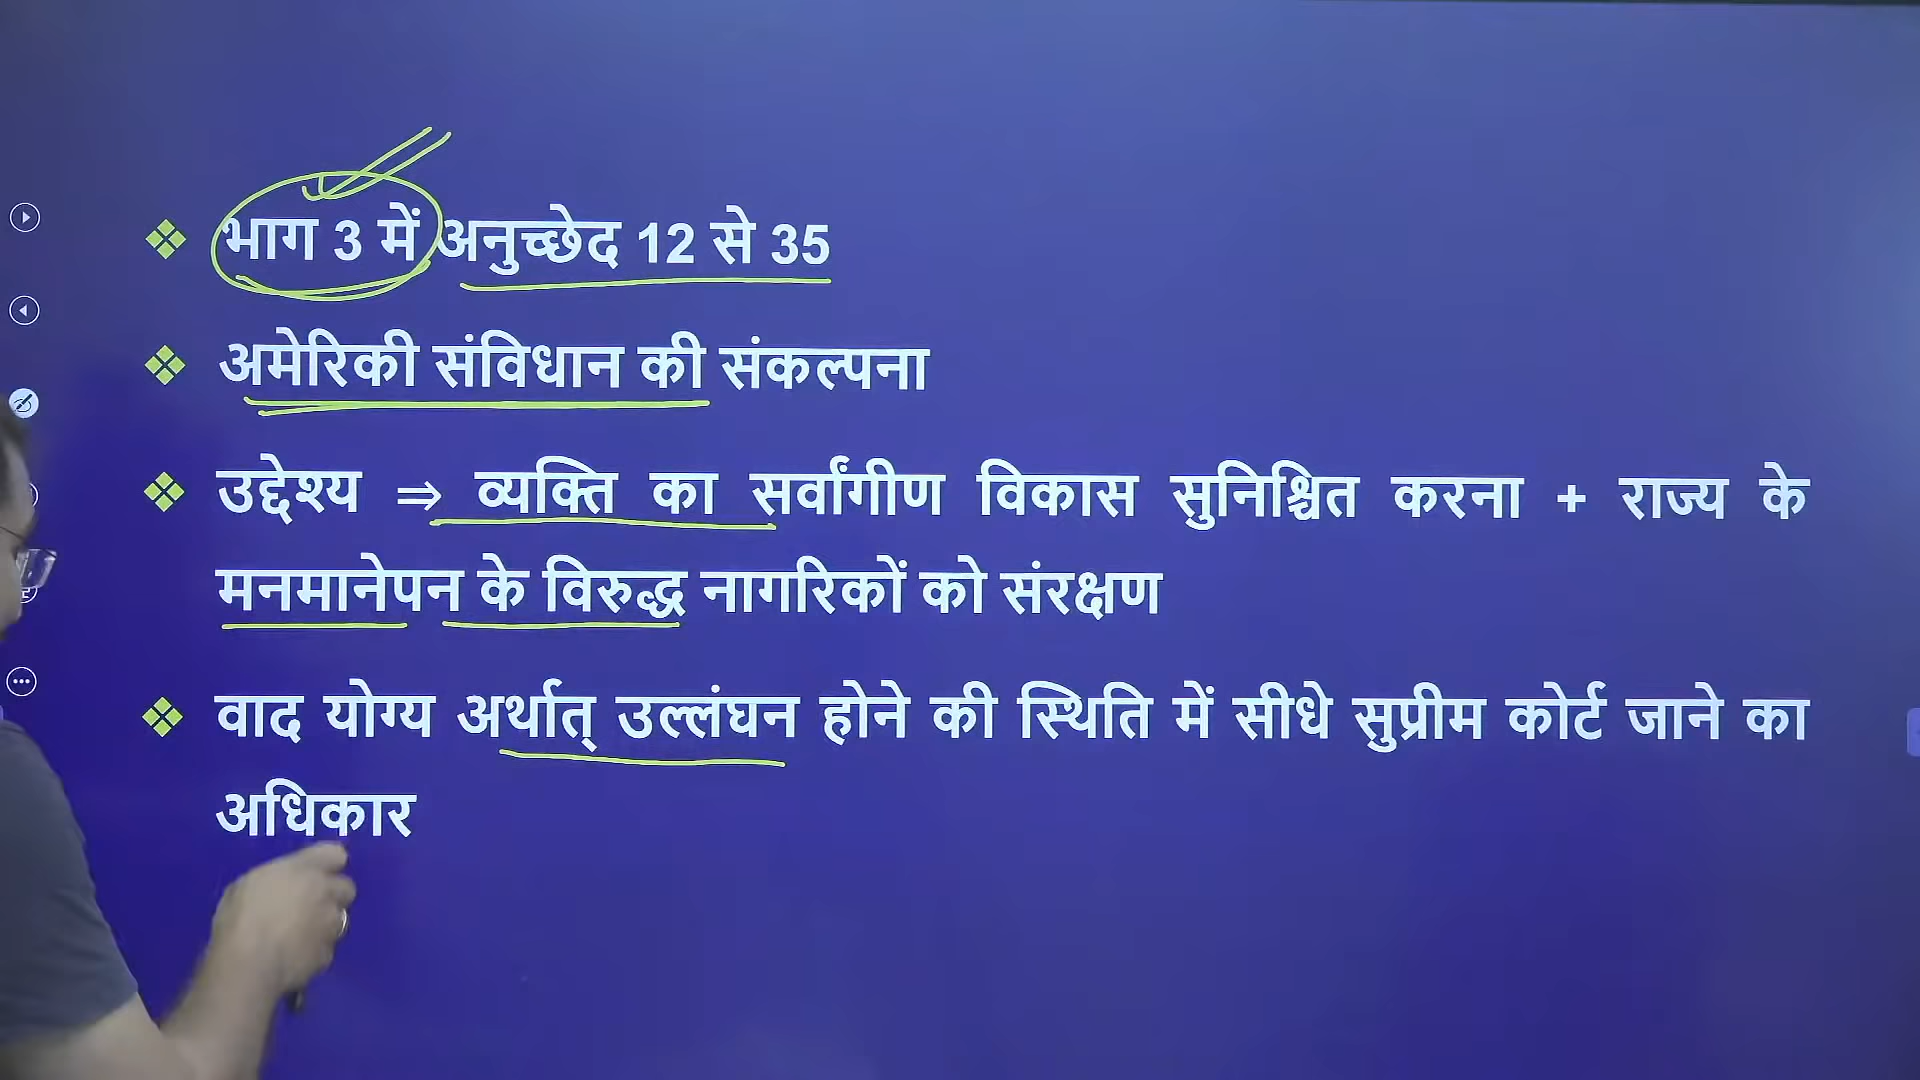 भाग 3 में अनुच्छेद 12 से 35
अमेरिकी संविधान की संकल्पना
उद्देश्य ⇒ व्यक्ति का सर्वांगीण विकास सुनिश्चित करना + राज्य के
मनमानेपन के विरुद्ध नागरिकों को संरक्षण
वाद योग्य अर्थात् उल्लंघन होने की स्थिति में सीधे सुप्रीम कोर्ट जाने का
अधिकार